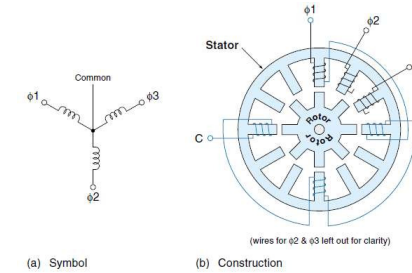 Common
ϕ1
ϕ3
ϕ2
(a) Symbol
ϕ1
ϕ2
Stator
Rotor
Rotor
C
(wires for ϕ2 & ϕ3 left out for clarity)
(b) Construction